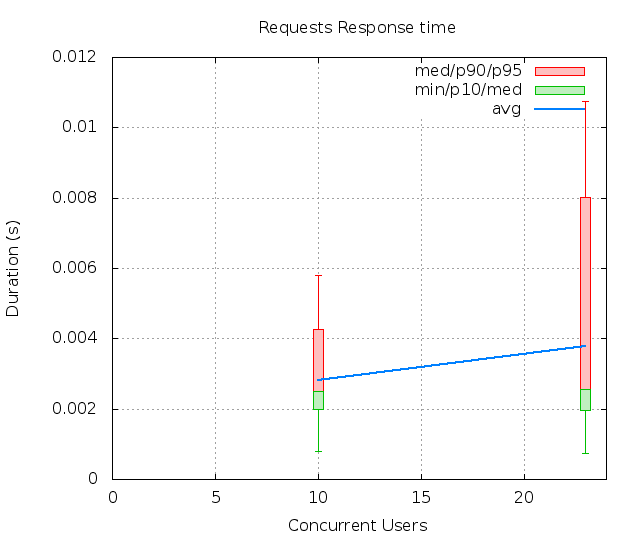 Requests Response time
0.012
0.01
0.008
0.006
0.004
0.002
0
Duration (s)
med/p90/p95
min/p10/med
avg
0 5 10 15 20
Concurrent Users